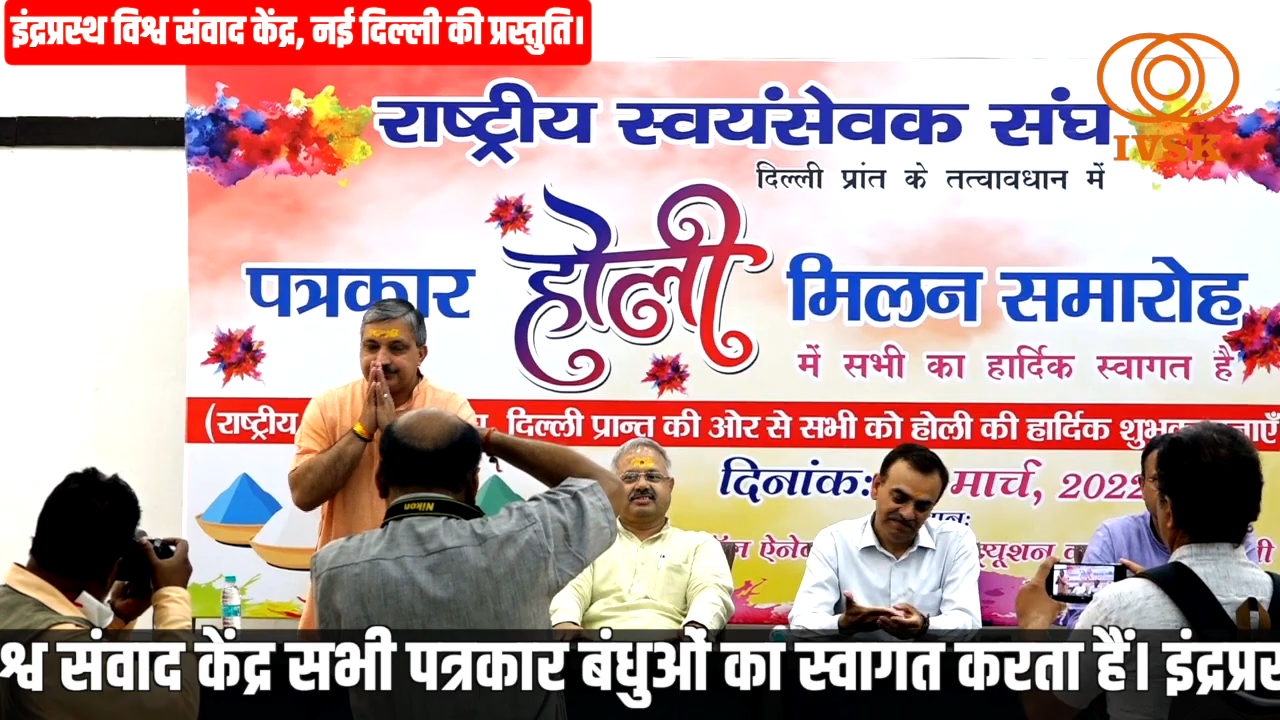 इंद्रप्रस्थ विश्व संवाद केंद्र, नई दिल्ली की प्रस्तुति।
IVSK
राष्ट्रीय स्वयंसेवक संघ
दिल्ली प्रांत के तत्वावधान में
पत्रकार होली मिलन समारोह
में सभी का हार्दिक स्वागत है
(राष्ट्रीय दिल्ली प्रान्त की ओर से सभी को होली की हार्दिक
दिनांक: मार्च, 2022
Nikon
संवाद केंद्र सभी पत्रकार बंधुओं का स्वागत करता हैं।